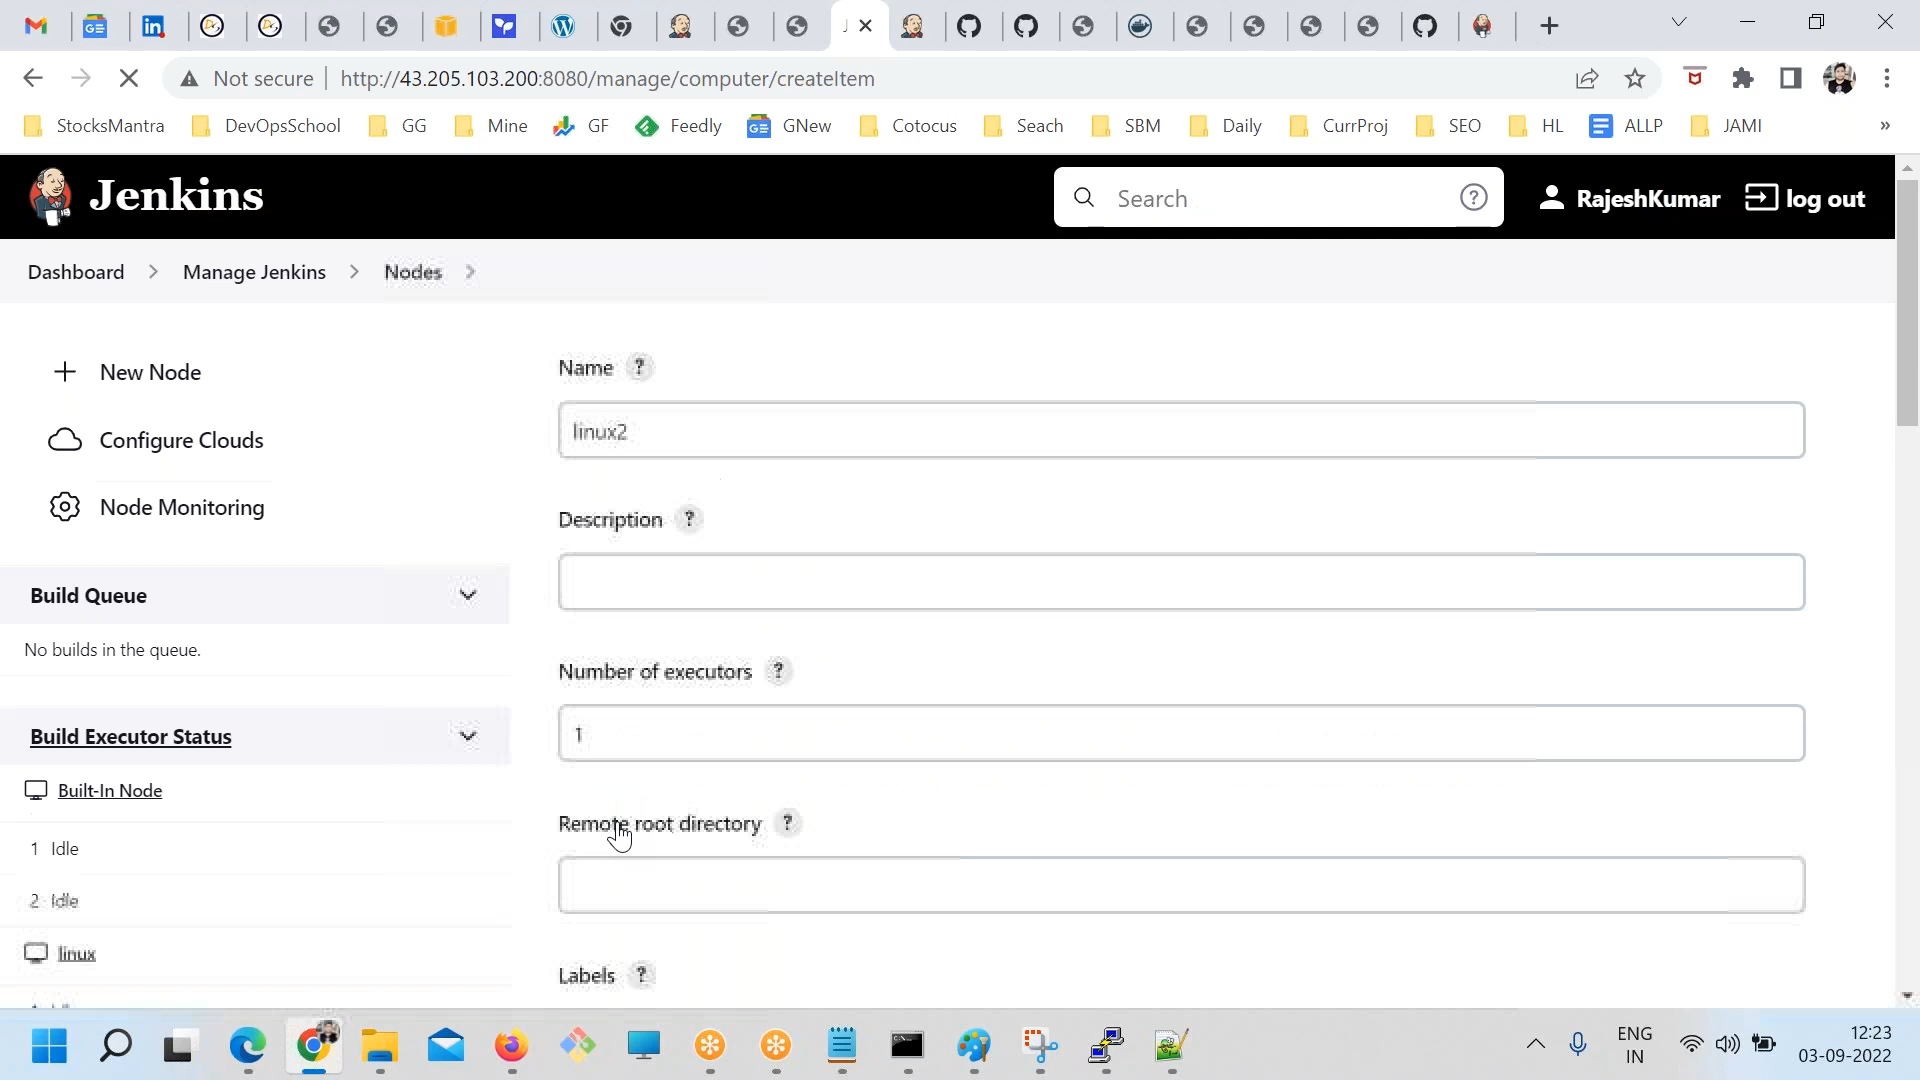 Not secure
http://43.205.103.200:8080/manage/computer/createItem
StocksMantra
DevOpsSchool
GG
Mine
GF
Feedly
GNew
Cotocus
Seach
SBM
Daily
CurrProj
SEO
HL
ALLP
JAMI
»
Jenkins
Search
RajeshKumar
log out
Dashboard
Manage Jenkins
Nodes
New Node
Configure Clouds
Node Monitoring
Build Queue
No builds in the queue.
Build Executor Status
Built-In Node
1 Idle
2 Idle
linux
Name ?
linux2
Description ?
Number of executors ?
1
Remote root directory ?
Labels ?
ENG
IN
12:23
03-09-2022